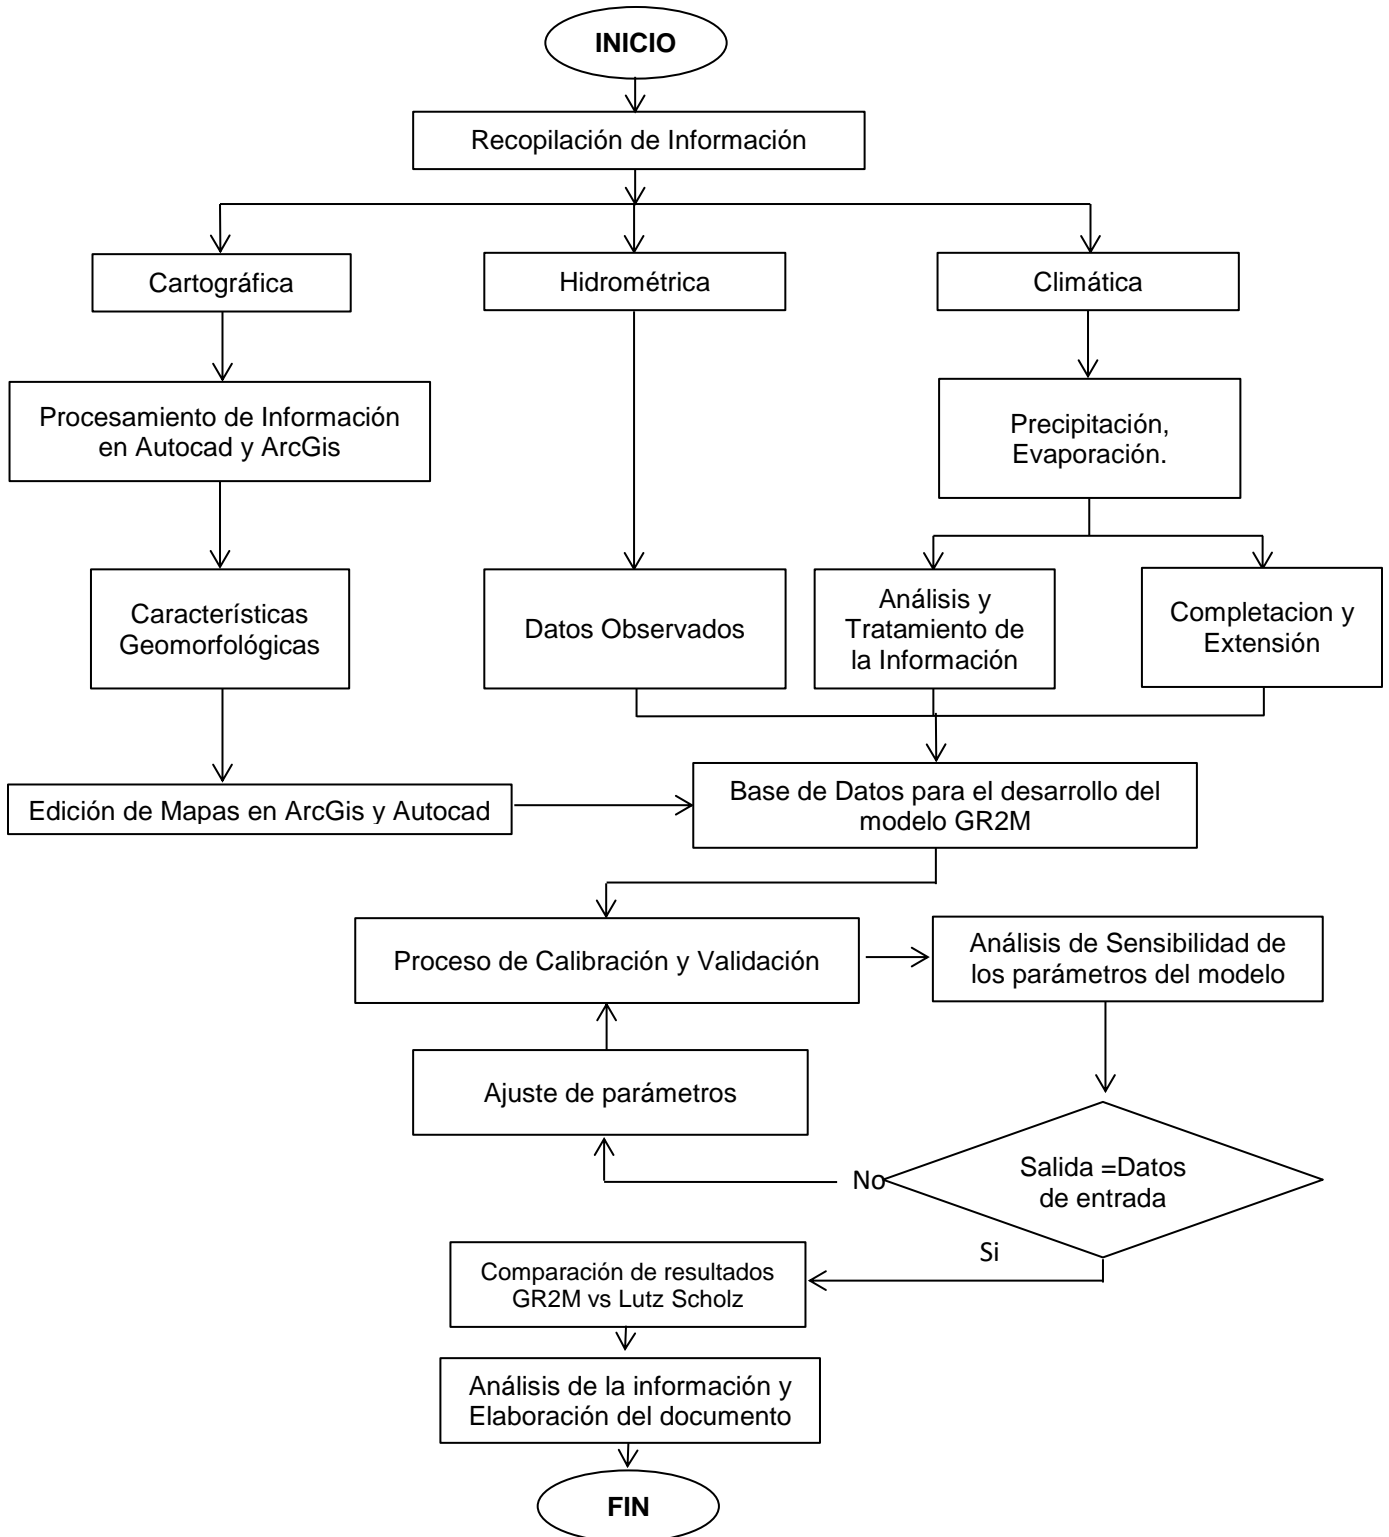 INICIO
Recopilación de Información
Cartográfica
Hidrométrica
Climática
Procesamiento de Información
en Autocad y ArcGis
Precipitación,
Evaporación.
Características
Geomorfológicas
Datos Observados
Análisis y
Tratamiento de
la Información
Completacion y
Extensión
Edición de Mapas en ArcGis y Autocad
Base de Datos para el desarrollo del
modelo GR2M
Proceso de Calibración y Validación
Análisis de Sensibilidad de
los parámetros del modelo
Ajuste de parámetros
Salida =Datos
de entrada
No
Si
Comparación de resultados
GR2M vs Lutz Scholz
Análisis de la información y
Elaboración del documento
FIN